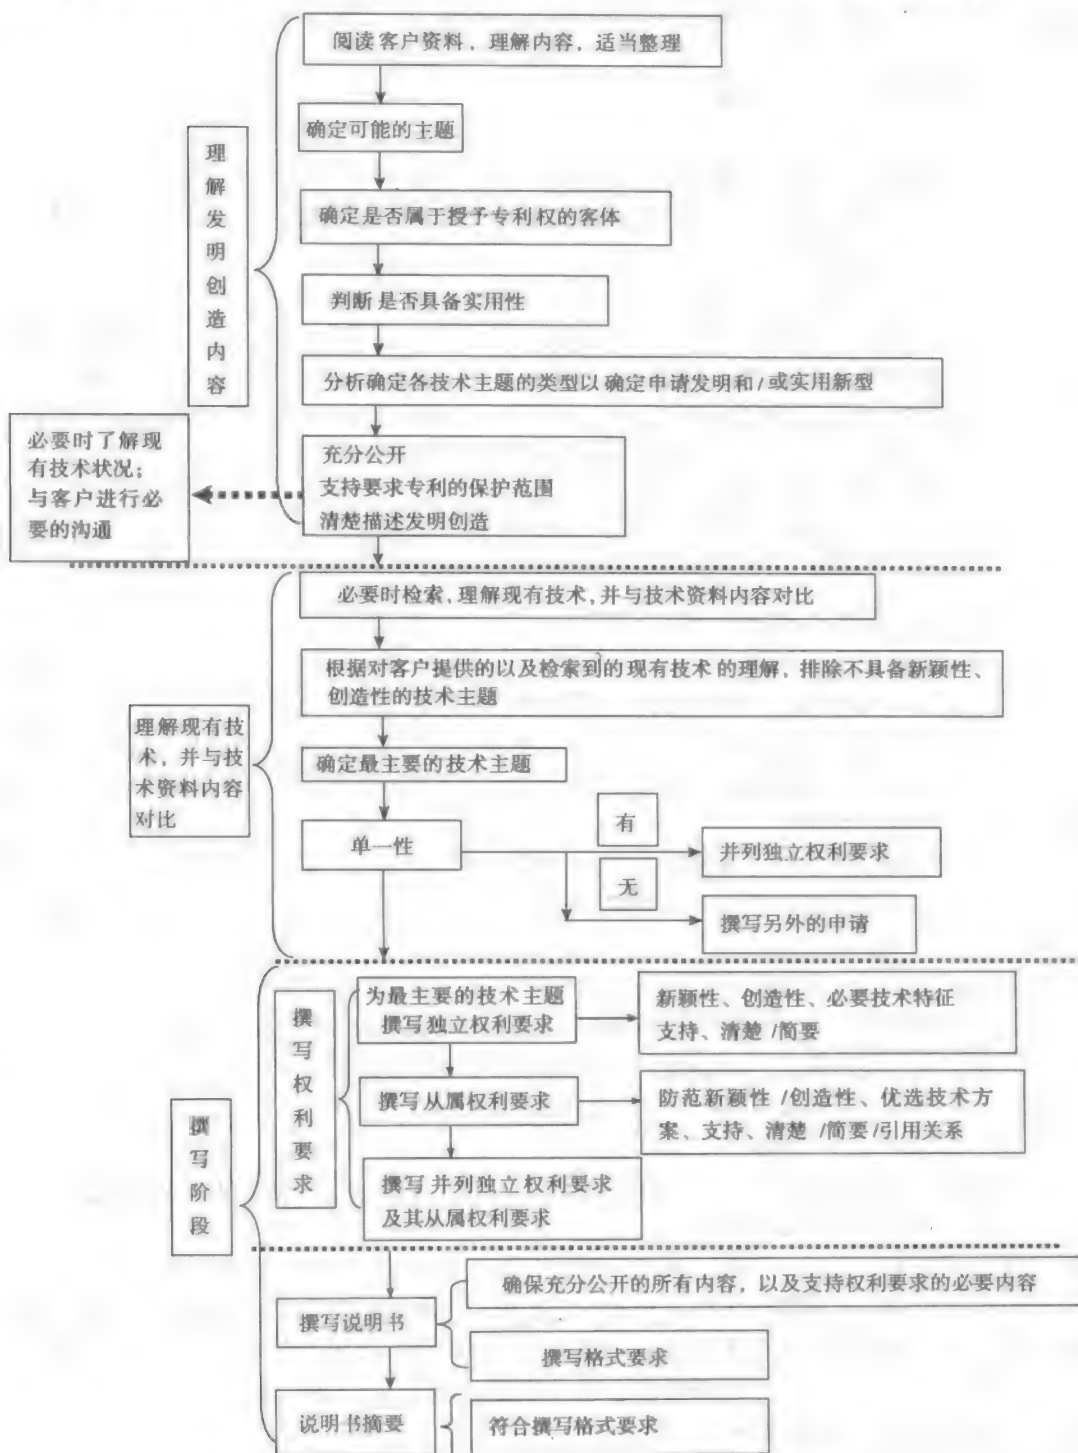 阅读客户资料，理解内容，适当整理
确定可能的主题
理
解
发
明
创
造
内
容
确定是否属于授予专利权的客体
判断是否具备实用性
分析确定各技术主题的类型以确定申请发明和/或实用新型
必要时了解现
有技术状况；
与客户进行必
要的沟通
充分公开
支持要求专利的保护范围
清楚描述发明创造
必要时检索,理解现有技术,并与技术资料内容对比
根据对客户提供的以及检索到的现有技术的理解，排除不具备新颖性、
创造性的技术主题
理解现有技
术，并与技
术资料内容
对比
确定最主要的技术主题
单一性
有
并列独立权利要求
无
撰写另外的申请
撰
写
阶
段
撰
写
权
利
要
求
为最主要的技术主题
撰写独立权利要求
新颖性、创造性、必要技术特征
支持、清楚/简要
撰写从属权利要求
防范新颖性/创造性、优选技术方
案、支持、清楚/简要/引用关系
撰写并列独立权利要求
及其从属权利要求
撰写说明书
确保充分公开的所有内容，以及支持权利要求的必要内容
撰写格式要求
说明书摘要
符合撰写格式要求